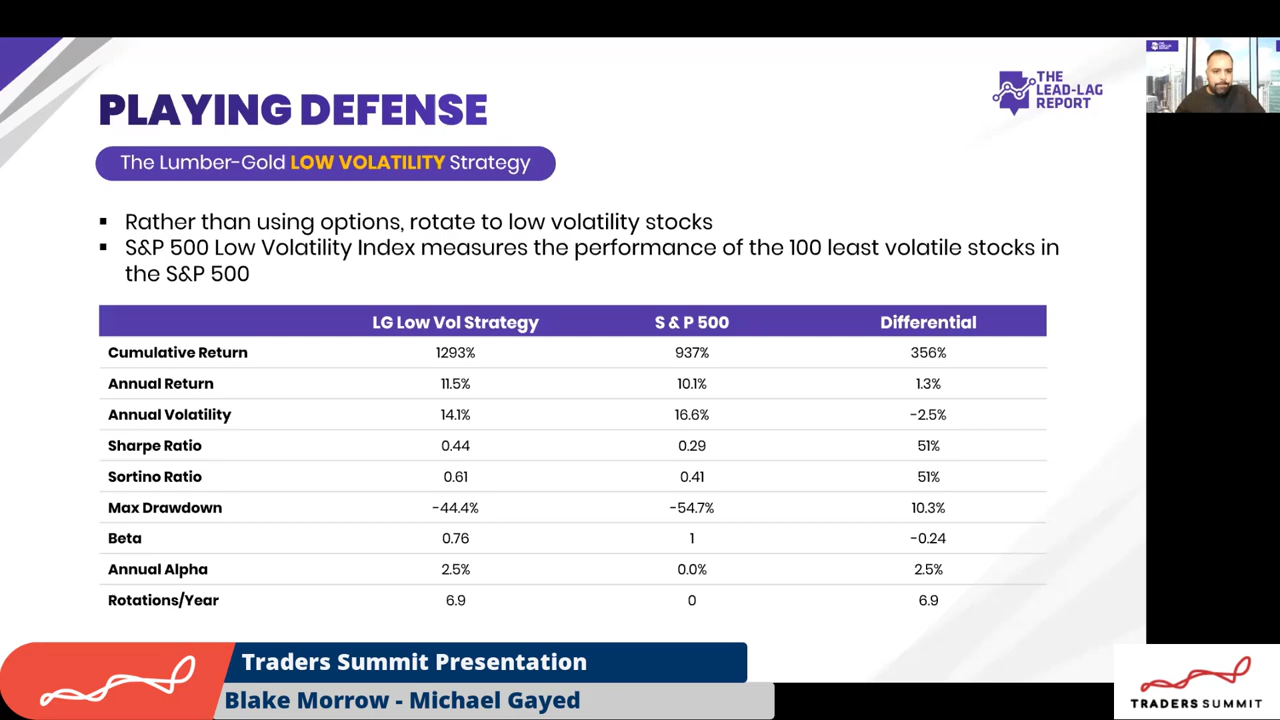 THE
LEAD-LAG
REPORT
PLAYING DEFENSE
The Lumber-Gold LOW VOLATILITY Strategy
▪ Rather than using options, rotate to low volatility stocks
▪ S&P 500 Low Volatility Index measures the performance of the 100 least volatile stocks in
the S&P 500
LG Low Vol Strategy S & P 500 Differential
Cumulative Return 1293% 937% 356%
Annual Return 11.5% 10.1% 1.3%
Annual Volatility 14.1% 16.6% -2.5%
Sharpe Ratio 0.44 0.29 51%
Sortino Ratio 0.61 0.41 51%
Max Drawdown -44.4% -54.7% 10.3%
Beta 0.76 1 -0.24
Annual Alpha 2.5% 0.0% 2.5%
Rotations/Year 6.9 0 6.9
Traders Summit Presentation
Blake Morrow - Michael Gayed
TRADERS SUMMIT